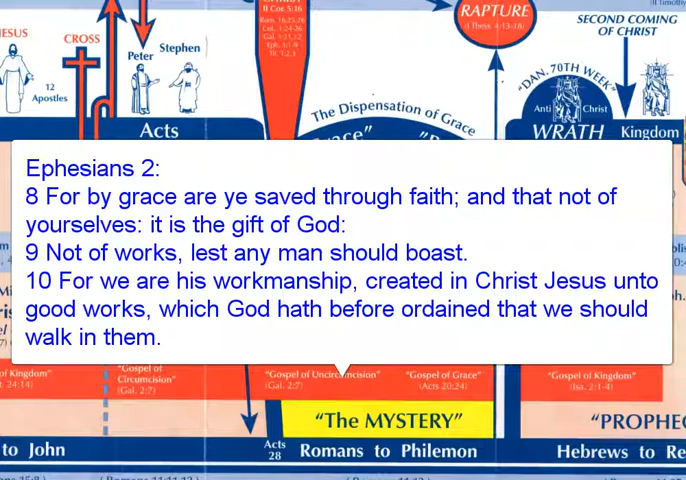 RAPTURE
(I Thess. 4:13-18)
SECOND COMING
OF CHRIST
II Cor. 5:16
CROSS
Peter
Stephen
12
Apostles
The Dispensation of Grace
"DAN. 70TH WEEK"
Anti Christ
Acts
WRATH
Kingdom
Ephesians 2:
8 For by grace are ye saved through faith; and that not of
yourselves: it is the gift of God:
9 Not of works, lest any man should boast.
10 For we are his workmanship, created in Christ Jesus unto
good works, which God hath before ordained that we should
walk in them.
of Kingdom"
t. 24:14)
"Gospel of
Circumcision"
(Gal. 2:7)
"Gospel of Uncircumcision"
(Gal. 2:7)
"Gospel of Grace"
(Acts 20:24)
"Gospel of Kingdom"
(Isa. 2:1-4)
"The MYSTERY"
"PROPHE
to John
Acts
28
Romans to Philemon
Hebrews to Re